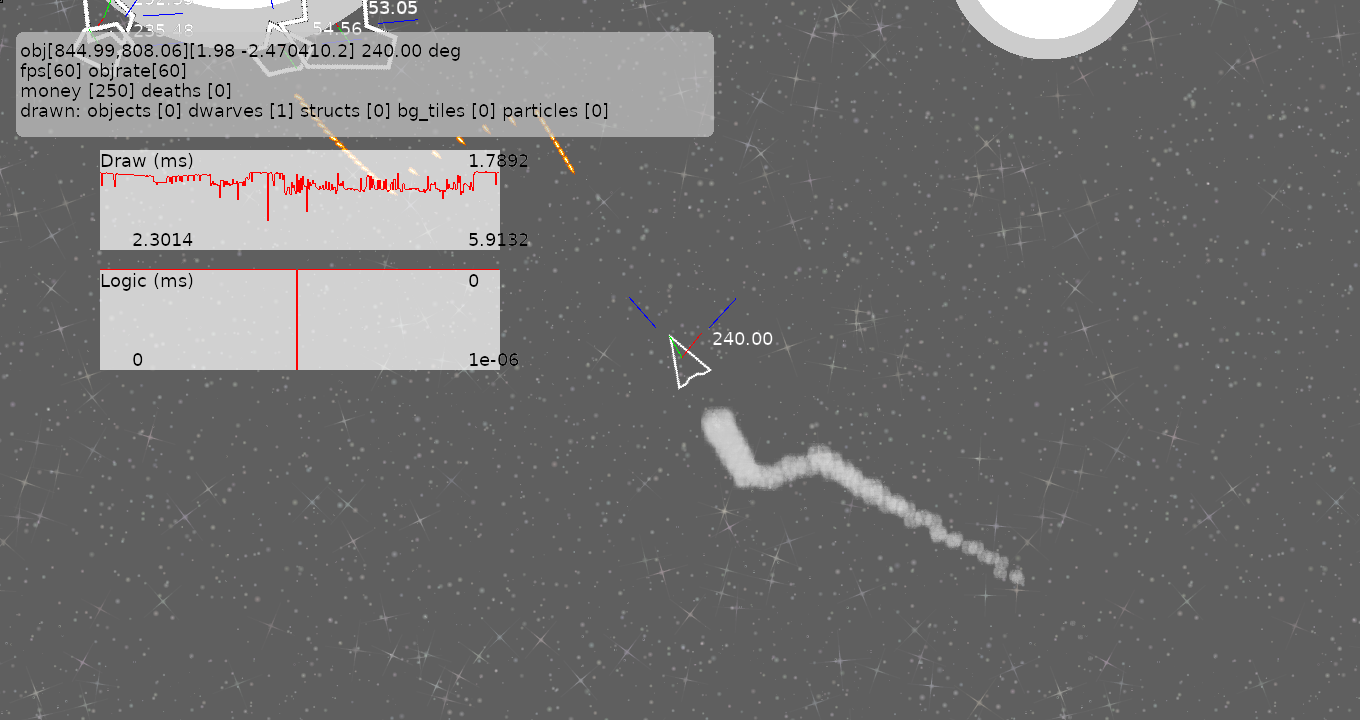 53.05
54.56
obj[844.99,808.06][1.98 -2.470410.2] 240.00 deg
fps[60] objrate[60]
money [250] deaths [0]
drawn: objects [0] dwarves [1] structs [0] bg_tiles [0] particles [0]
Draw (ms) 1.7892
2.3014 5.9132
Logic (ms) 0
0 1e-06
240.00